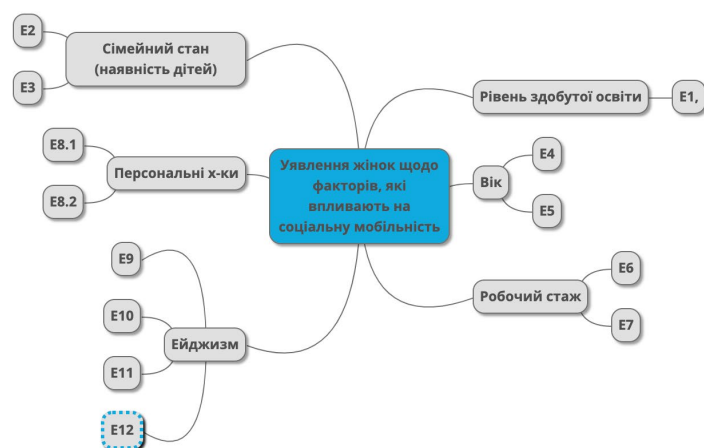 Уявлення жінок щодо
факторів, які
впливають на
соціальну мобільність
Сімейний стан
(наявність дітей)
E2
E3
Персональні х-ки
E8.1
E8.2
Ейджизм
E9
E10
E11
E12
Рівень здобутої освіти
E1,
Вік
E4
E5
Робочий стаж
E6
E7